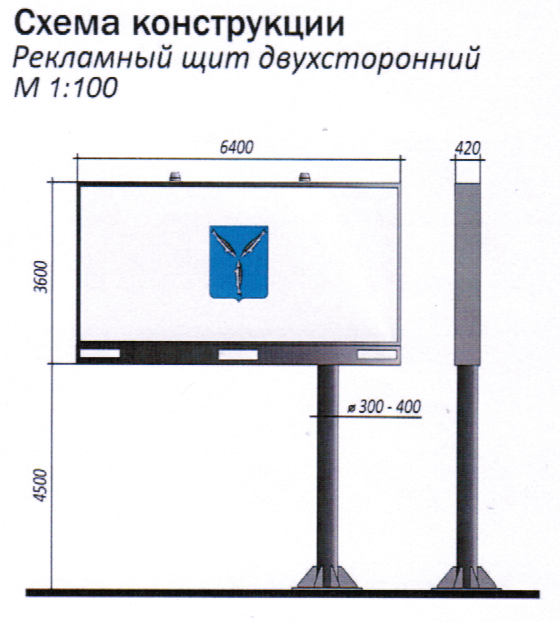 Схема конструкции
Рекламный щит двухсторонний
М 1:100
6400
420
3600
ø 300 - 400
4500